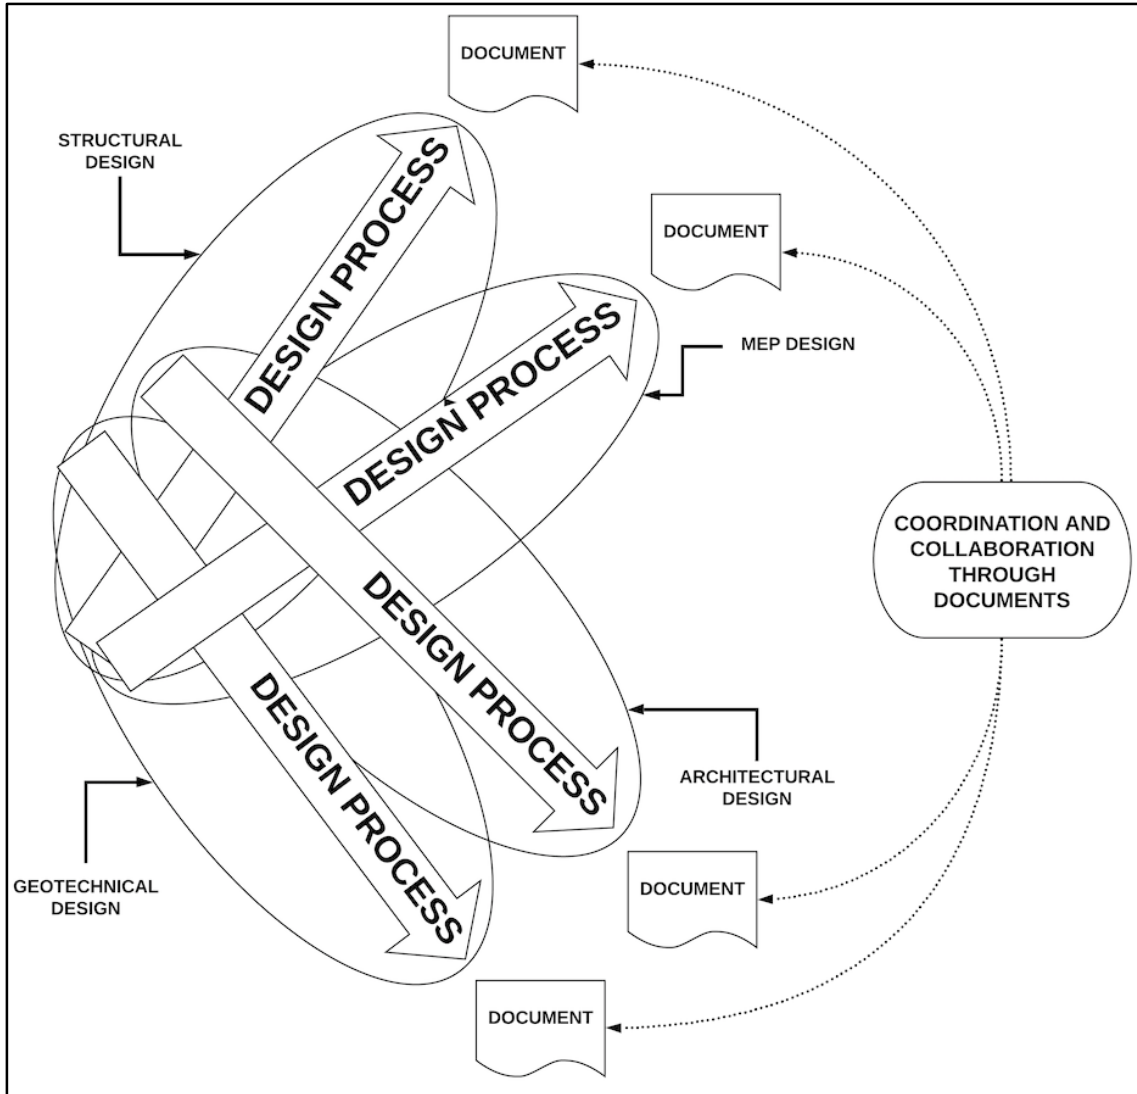 DOCUMENT
STRUCTURAL
DESIGN
DESIGN PROCESS
DOCUMENT
MEP DESIGN
DESIGN PROCESS
COORDINATION AND
COLLABORATION
THROUGH
DOCUMENTS
DESIGN PROCESS
ARCHITECTURAL
DESIGN
DESIGN PROCESS
GEOTECHNICAL
DESIGN
DOCUMENT
DOCUMENT